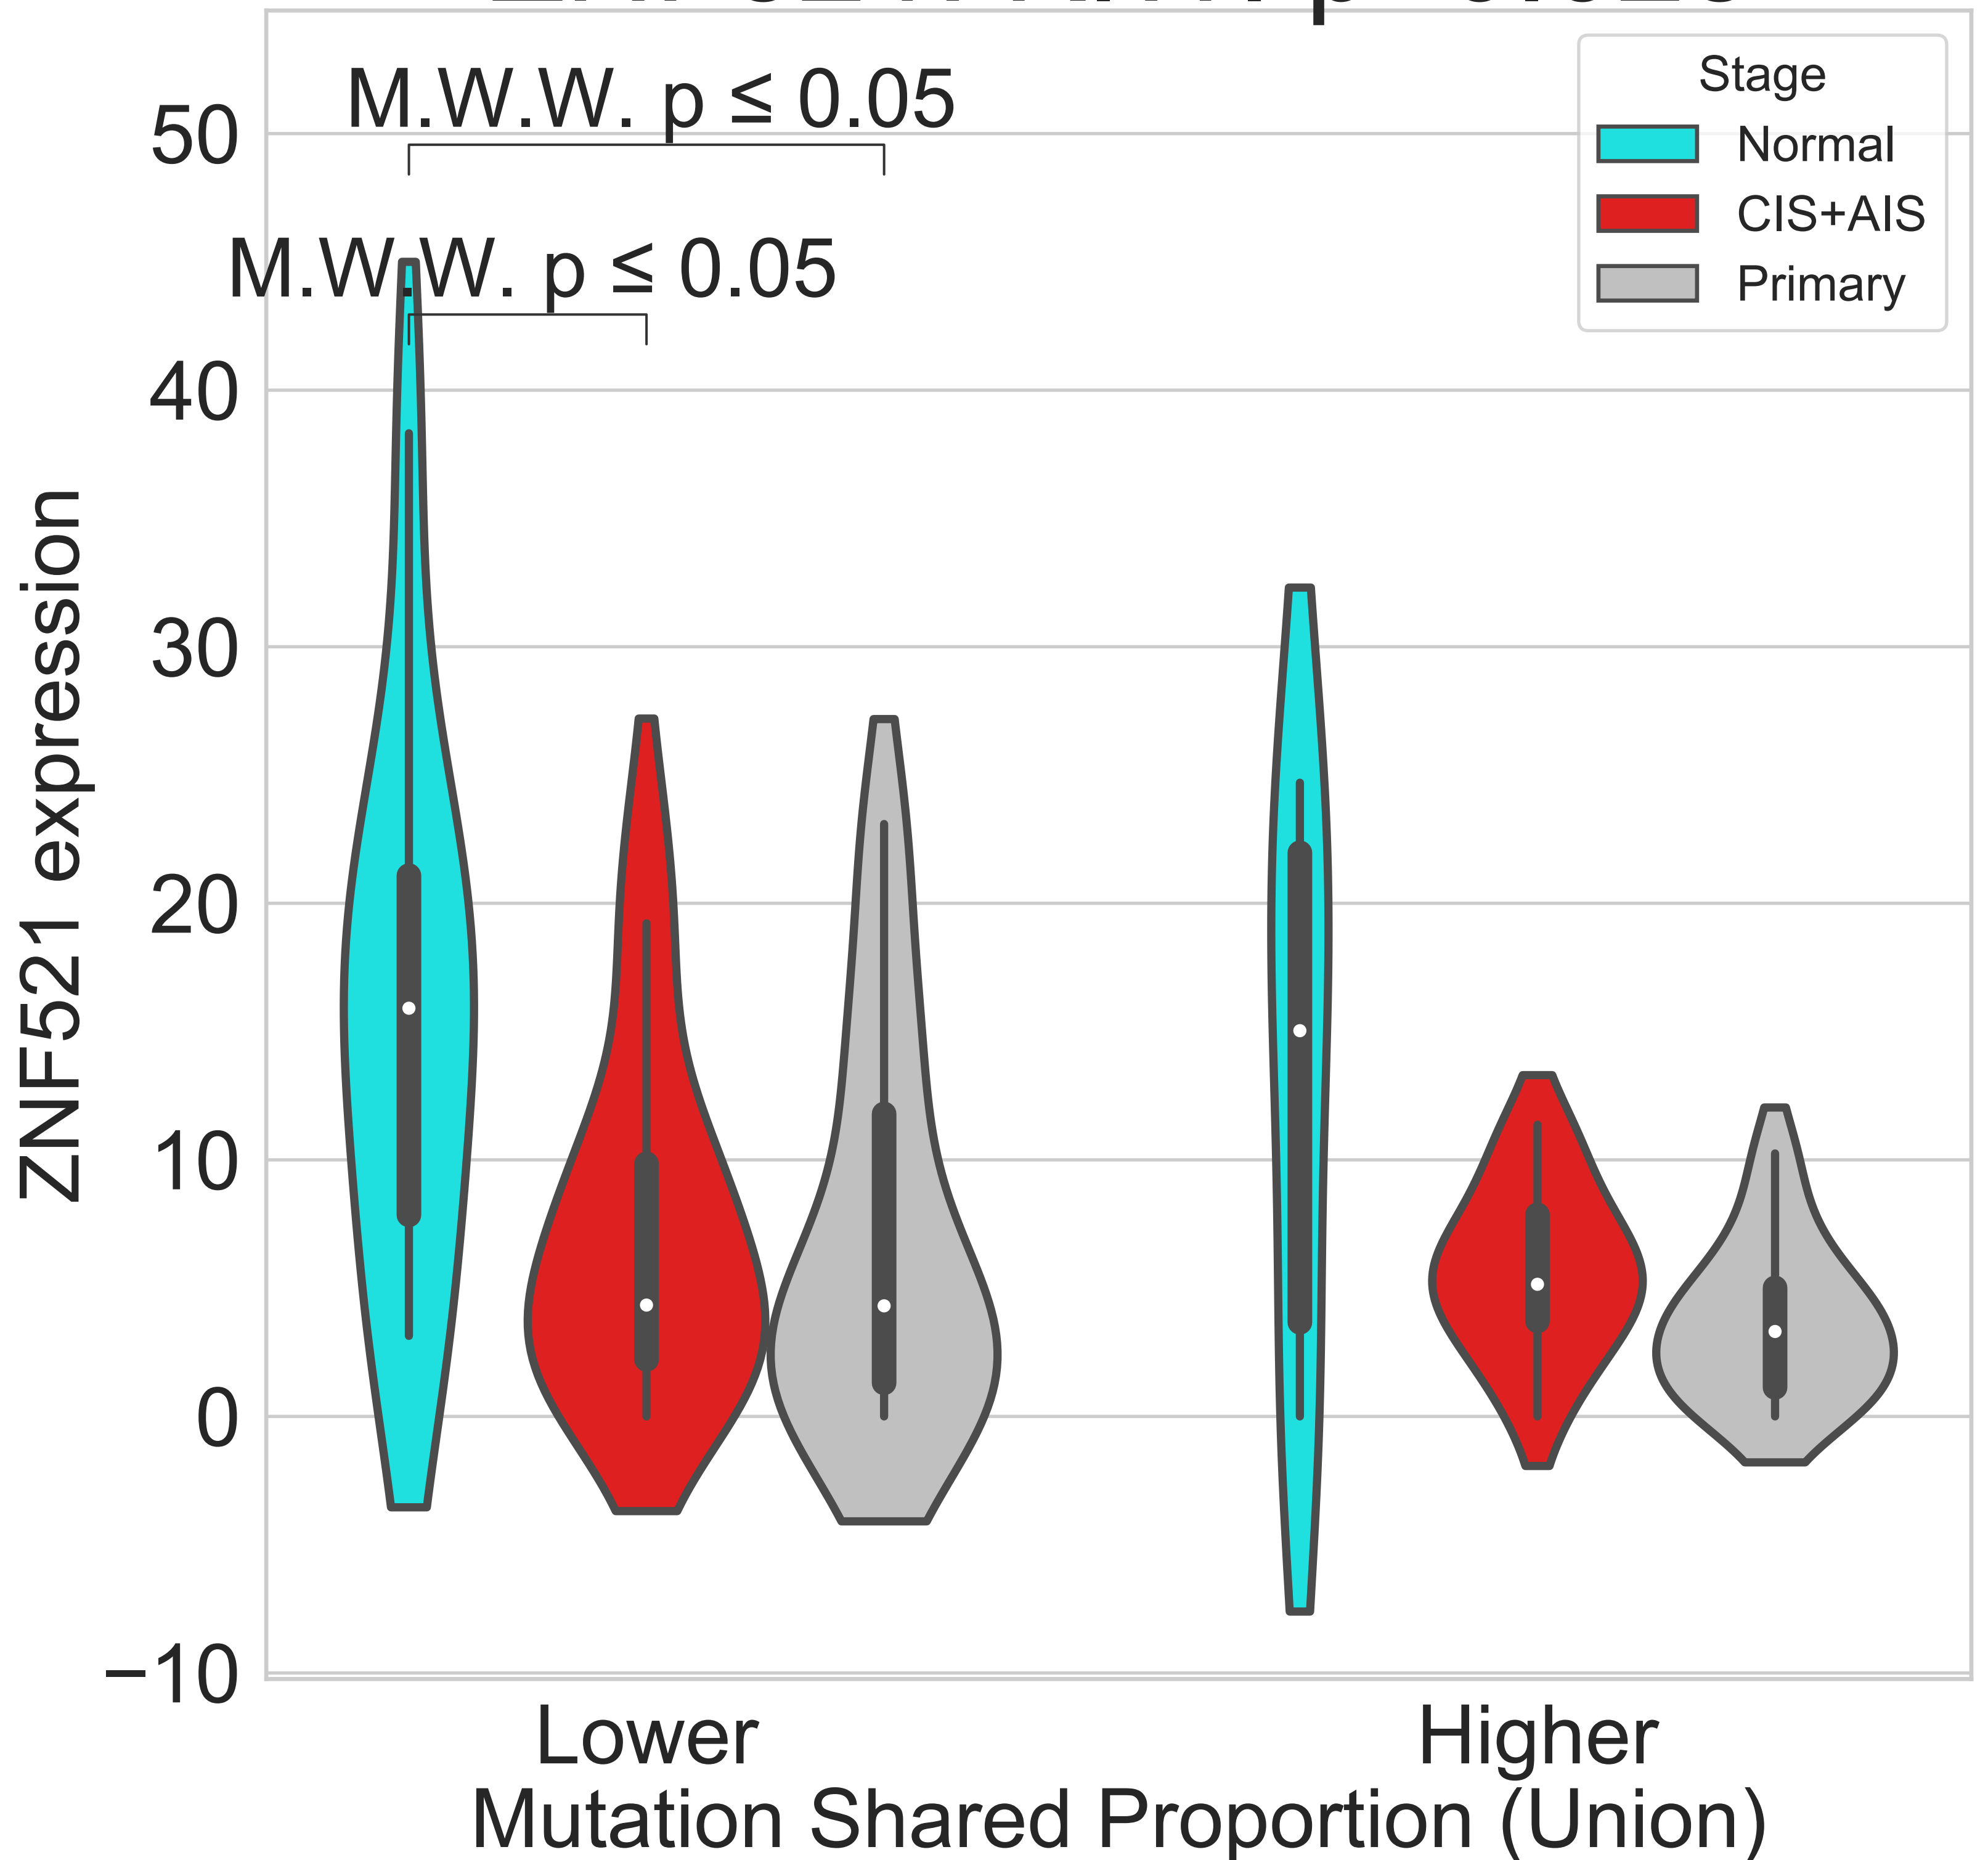 M.W.W. p ≤ 0.05
M.W.W. p ≤ 0.05
Stage
Normal
CIS+AIS
Primary
50
40
30
20
10
0
−10
ZNF521 expression
Lower
Higher
Mutation Shared Proportion (Union)